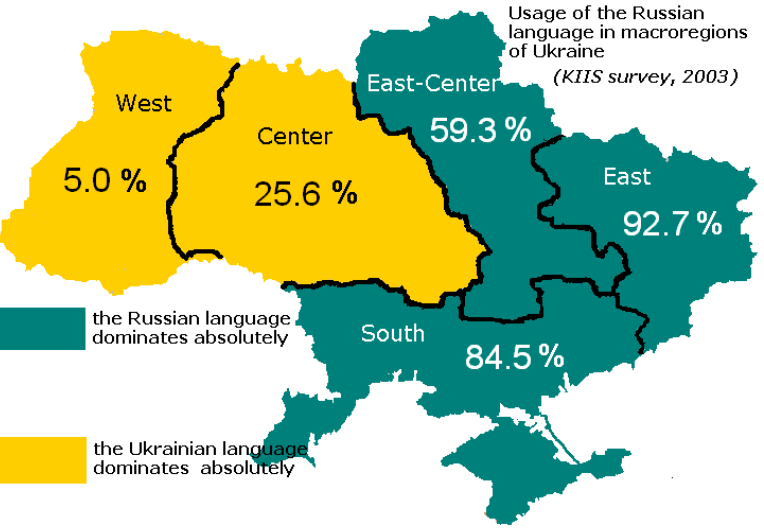 Usage of the Russian
language in macroregions
of Ukraine
(KIIS survey, 2003)
West
5.0 %
Center
25.6 %
East-Center
59.3 %
East
92.7 %
South
84.5 %
the Russian language
dominates absolutely
the Ukrainian language
dominates absolutely